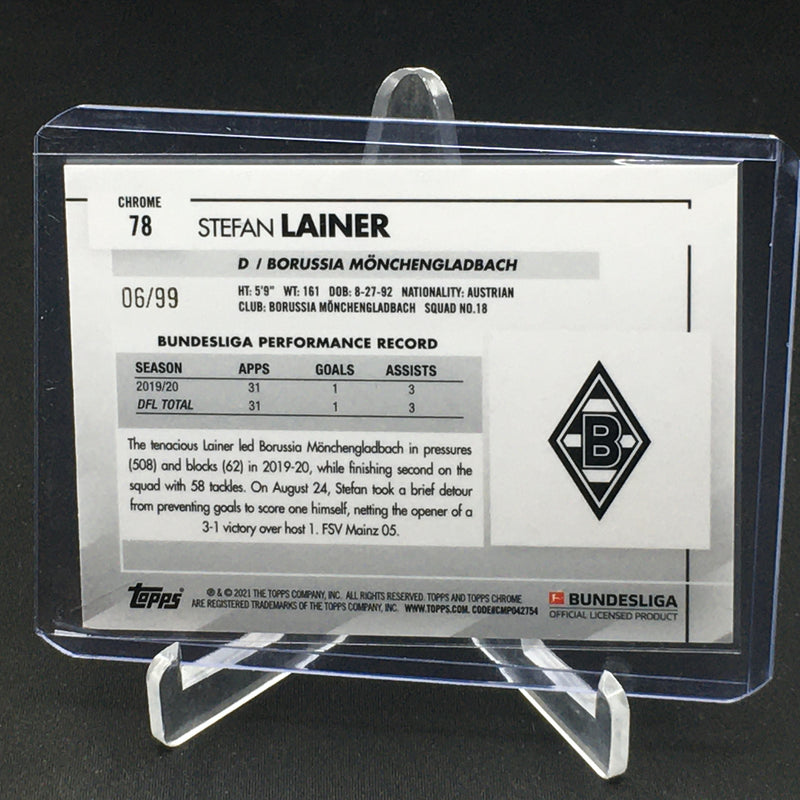 CHROME
78
STEFAN LAINER
D / BORUSSIA MÖNCHENGLADBACH
06/99
HT: 5'9" WT: 161 DOB: 8-27-92 NATIONALITY: AUSTRIAN
CLUB: BORUSSIA MÖNCHENGLADBACH SQUAD NO.18
BUNDESLIGA PERFORMANCE RECORD
SEASON APPS GOALS ASSISTS
2019/20 31 1 3
DFL TOTAL 31 1 3
The tenacious Lainer led Borussia Mönchengladbach in pressures
(508) and blocks (62) in 2019-20, while finishing second on the
squad with 58 tackles. On August 24, Stefan took a brief detour
from preventing goals to score one himself, netting the opener of a
3-1 victory over host 1. FSV Mainz 05.
B
topps
® & © 2021 THE TOPPS COMPANY, INC. ALL RIGHTS RESERVED. TOPPS AND TOPPS CHROME
ARE REGISTERED TRADEMARKS OF THE TOPPS COMPANY, INC. WWW.TOPPS.COM. CODE#CMP042754
BUNDESLIGA
OFFICIAL LICENSED PRODUCT